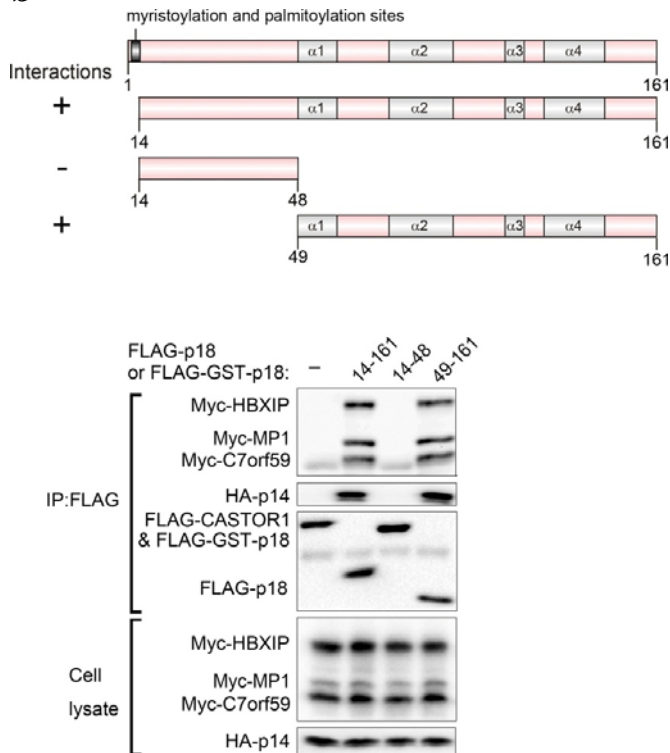 myristoylation and palmitoylation sites
α1 α2 α3 α4
Interactions
1 161
+ α1 α2 α3 α4
14 161
-
14 48
+ α1 α2 α3 α4
49 161
FLAG-p18
or FLAG-GST-p18: – 14-161 14-48 49-161
Myc-HBXIP
Myc-MP1
Myc-C7orf59
IP:FLAG
HA-p14
FLAG-CASTOR1
& FLAG-GST-p18
FLAG-p18
Myc-HBXIP
Cell
lysate
Myc-MP1
Myc-C7orf59
HA-p14